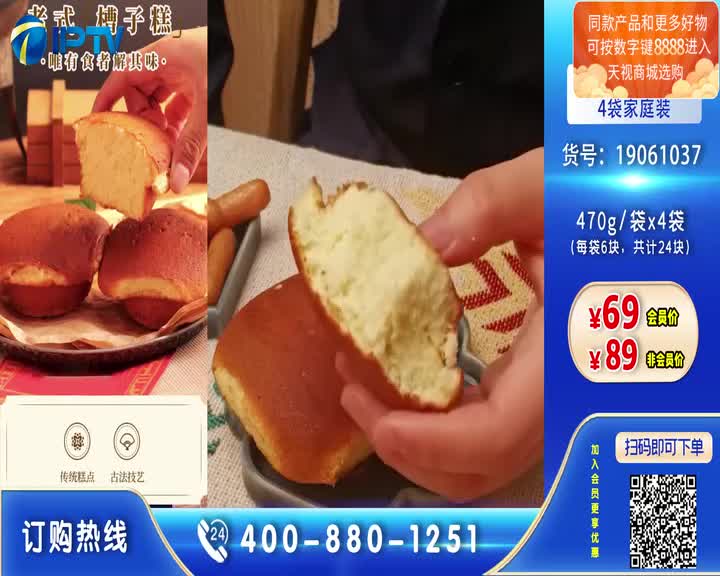 老式 槽子糕」
IPTV
·唯有食者解其味·
传统糕点
古法技艺
同款产品和更多好物
可按数字键8888进入
天视商城选购
4袋家庭装
货号：19061037
470g/袋x4袋
(每袋6块，共计24块)
¥69 会员价
¥89 非会员价
加入会员更享优惠
扫码即可下单
订购热线
24
400-880-1251